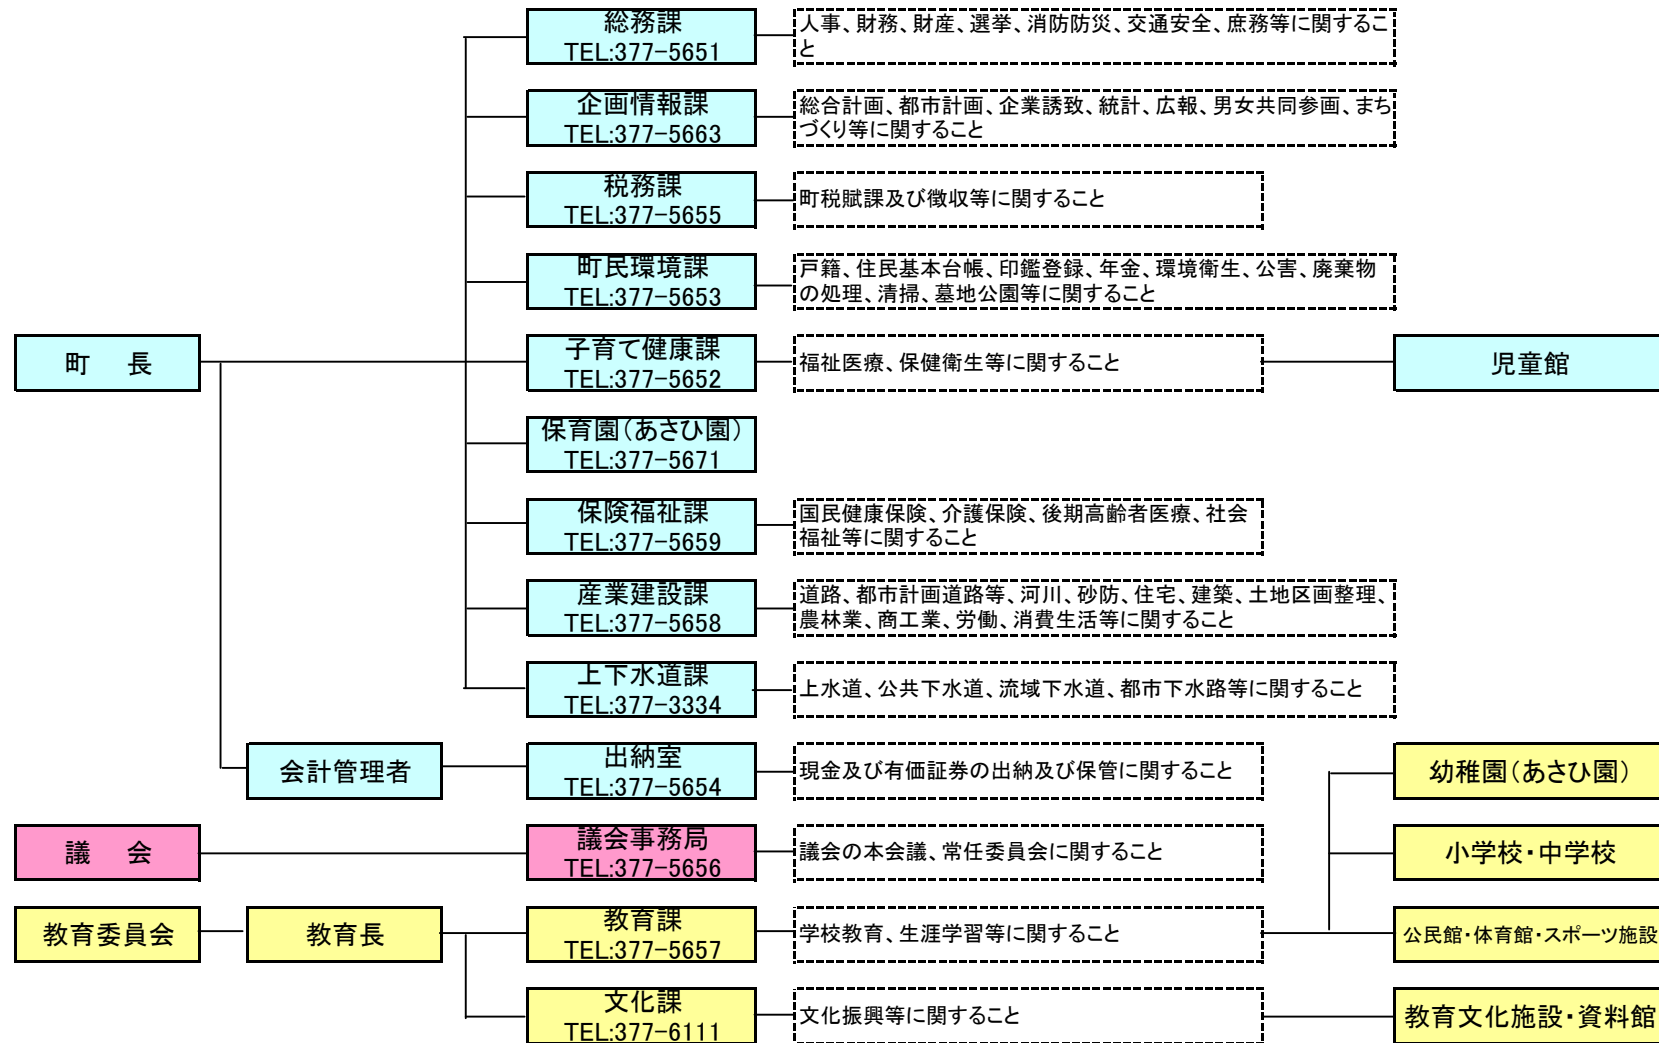 総務課
TEL:377-5651
人事、財務、財産、選挙、消防防災、交通安全、庶務等に関するこ
と
企画情報課
TEL:377-5663
総合計画、都市計画、企業誘致、統計、広報、男女共同参画、まち
づくり等に関すること
税務課
TEL:377-5655
町税賦課及び徴収等に関すること
町民環境課
TEL:377-5653
戸籍、住民基本台帳、印鑑登録、年金、環境衛生、公害、廃棄物
の処理、清掃、墓地公園等に関すること
町　長
子育て健康課
TEL:377-5652
福祉医療、保健衛生等に関すること
児童館
保育園(あさひ園)
TEL:377-5671
保険福祉課
TEL:377-5659
国民健康保険、介護保険、後期高齢者医療、社会
福祉等に関すること
産業建設課
TEL:377-5658
道路、都市計画道路等、河川、砂防、住宅、建築、土地区画整理、
農林業、商工業、労働、消費生活等に関すること
上下水道課
TEL:377-3334
上水道、公共下水道、流域下水道、都市下水路等に関すること
会計管理者
出納室
TEL:377-5654
現金及び有価証券の出納及び保管に関すること
幼稚園(あさひ園)
議　会
議会事務局
TEL:377-5656
議会の本会議、常任委員会に関すること
小学校・中学校
教育委員会
教育長
教育課
TEL:377-5657
学校教育、生涯学習等に関すること
公民館・体育館・スポーツ施設
文化課
TEL:377-6111
文化振興等に関すること
教育文化施設・資料館